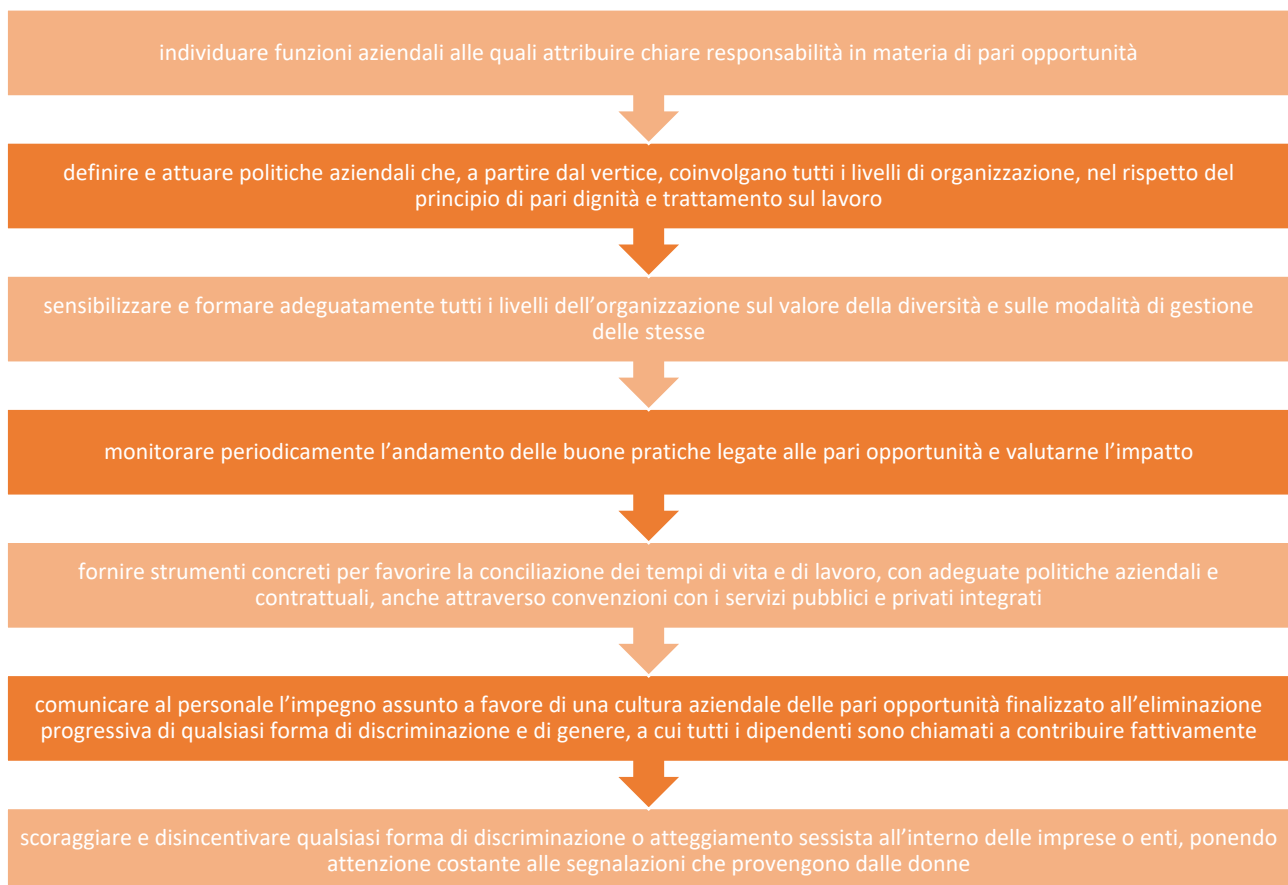 individuare funzioni aziendali alle quali attribuire chiare responsabilità in materia di pari opportunità
definire e attuare politiche aziendali che, a partire dal vertice, coinvolgano tutti i livelli di organizzazione, nel rispetto del
principio di pari dignità e trattamento sul lavoro
sensibilizzare e formare adeguatamente tutti i livelli dell’organizzazione sul valore della diversità e sulle modalità di gestione
delle stesse
monitorare periodicamente l’andamento delle buone pratiche legate alle pari opportunità e valutarne l’impatto
fornire strumenti concreti per favorire la conciliazione dei tempi di vita e di lavoro, con adeguate politiche aziendali e
contrattuali, anche attraverso convenzioni con i servizi pubblici e privati integrati
comunicare al personale l’impegno assunto a favore di una cultura aziendale delle pari opportunità finalizzato all’eliminazione
progressiva di qualsiasi forma di discriminazione e di genere, a cui tutti i dipendenti sono chiamati a contribuire fattivamente
scoraggiare e disincentivare qualsiasi forma di discriminazione o atteggiamento sessista all’interno delle imprese o enti, ponendo
attenzione costante alle segnalazioni che provengono dalle donne